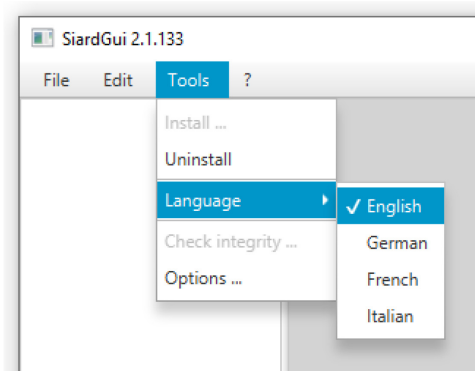 SiardGui 2.1.133
File Edit Tools ?
Install ...
Uninstall
Language
✓ English
German
French
Italian
Check integrity ...
Options ...